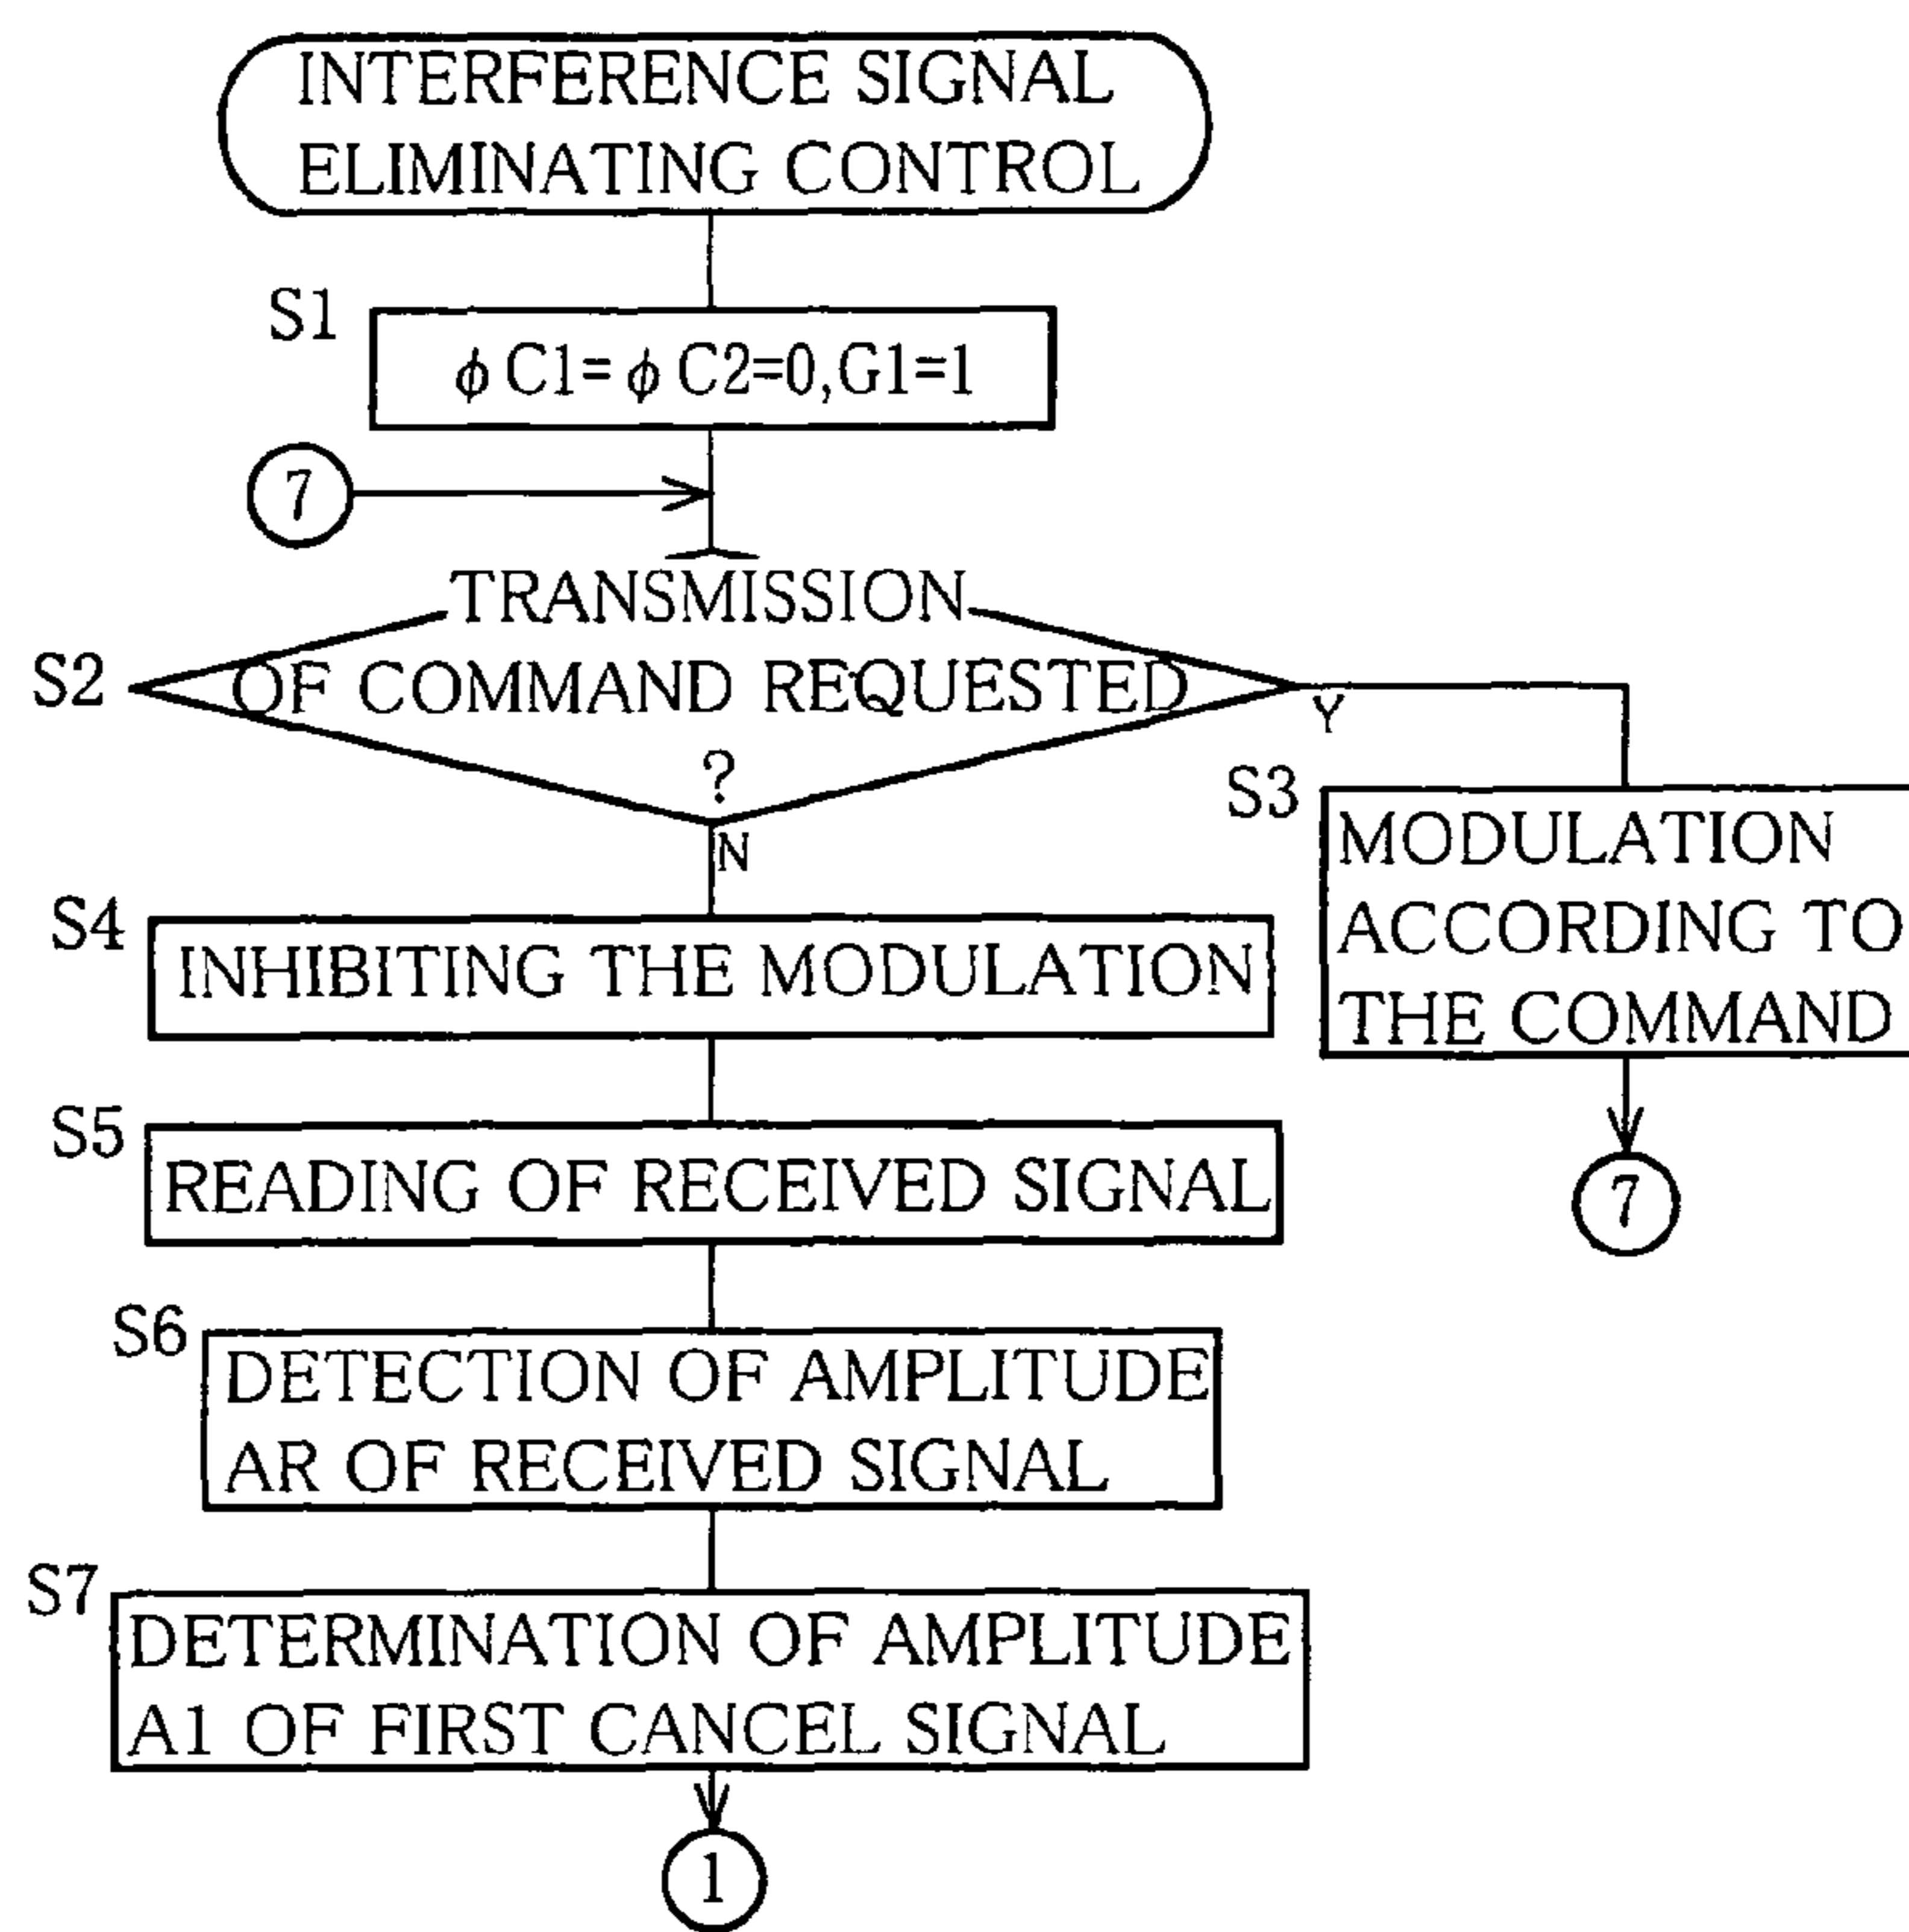 INTERFERENCE SIGNAL
ELIMINATING CONTROL
S1
φC1=φC2=0,G1=1
7
TRANSMISSION
S2
OF COMMAND REQUESTED
?
Y
N
S3
MODULATION
ACCORDING TO
THE COMMAND
7
S4
INHIBITING THE MODULATION
S5
READING OF RECEIVED SIGNAL
S6
DETECTION OF AMPLITUDE
AR OF RECEIVED SIGNAL
S7
DETERMINATION OF AMPLITUDE
A1 OF FIRST CANCEL SIGNAL
1